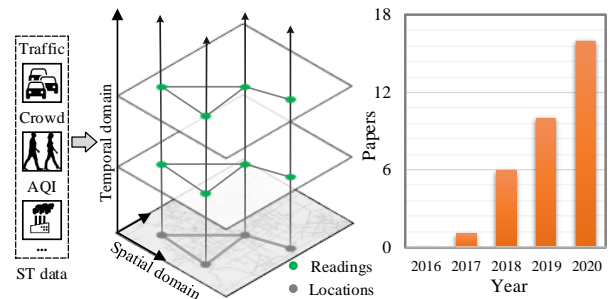 Traffic
Crowd
AQI
...
ST data
Temporal domain
Spatial domain
Readings
Locations
Papers
18
12
6
0
2016 2017 2018 2019 2020
Year